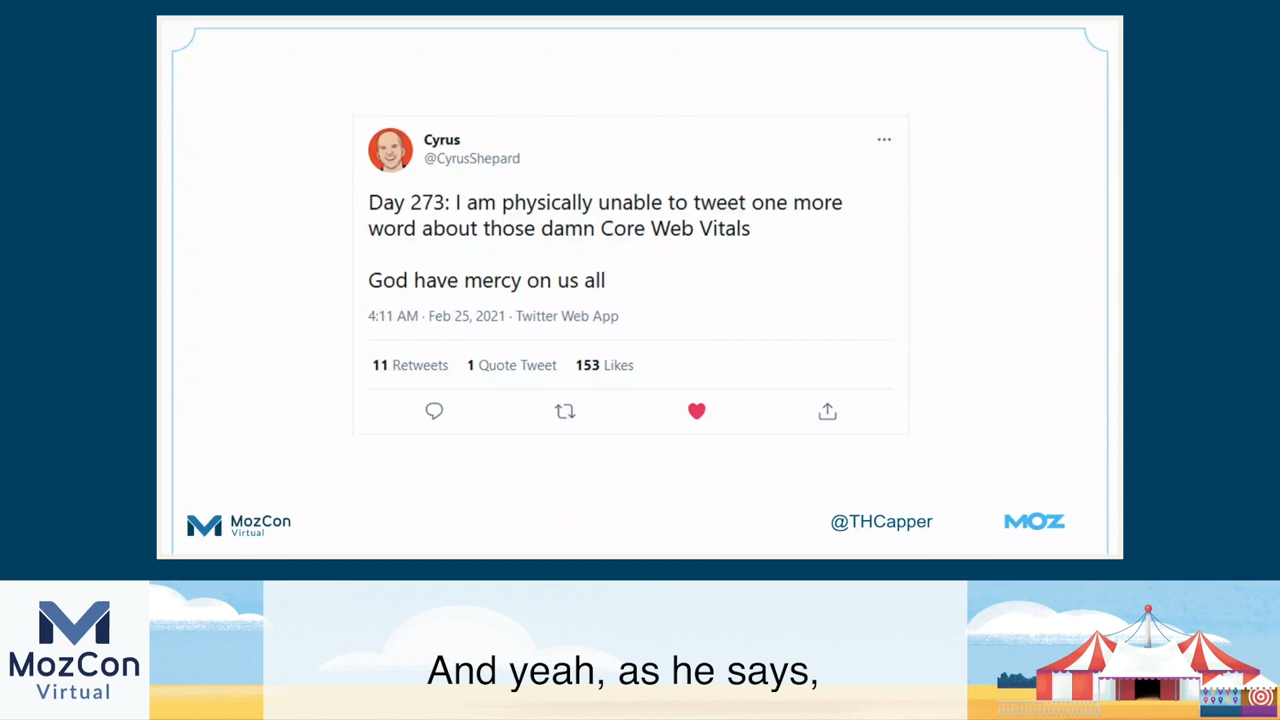 Cyrus
@CyrusShepard
Day 273: I am physically unable to tweet one more
word about those damn Core Web Vitals
God have mercy on us all
4:11 AM · Feb 25, 2021 · Twitter Web App
11 Retweets 1 Quote Tweet 153 Likes
MozCon
Virtual
@THCapper
MOZ
MozCon
Virtual
And yeah, as he says,